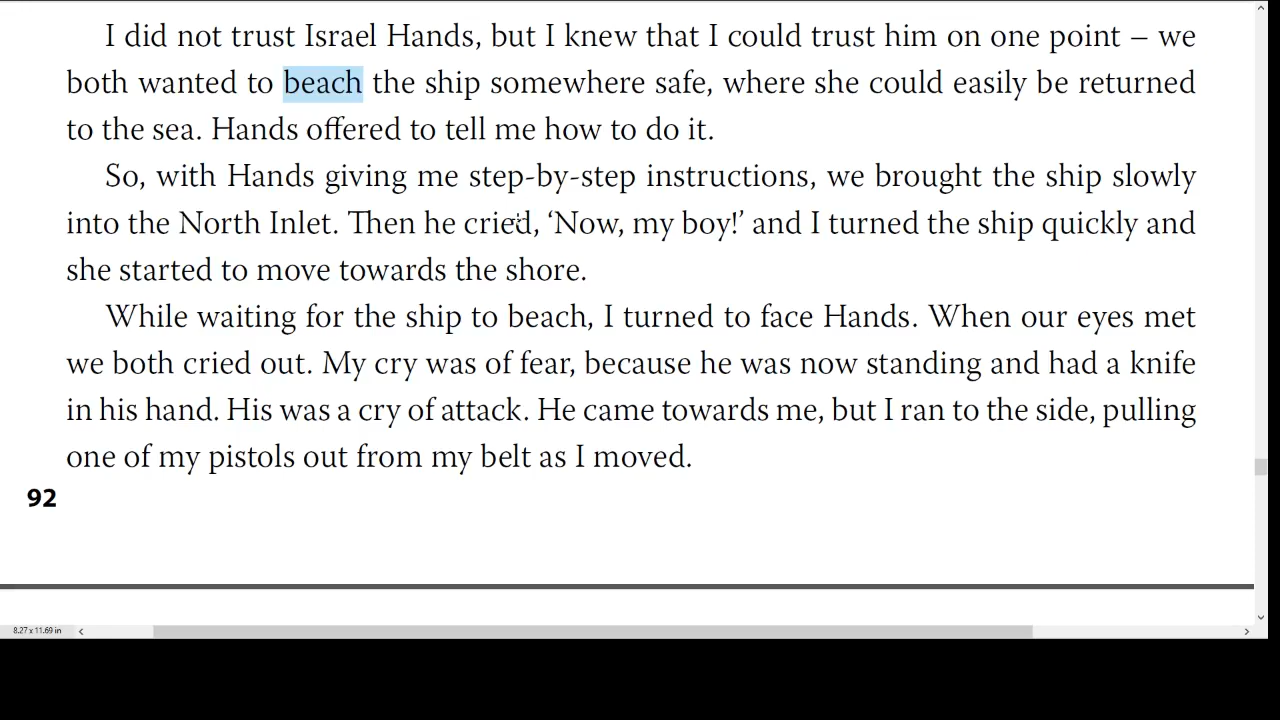 I did not trust Israel Hands, but I knew that I could trust him on one point – we
both wanted to beach the ship somewhere safe, where she could easily be returned
to the sea. Hands offered to tell me how to do it.
So, with Hands giving me step-by-step instructions, we brought the ship slowly
into the North Inlet. Then he cried, ‘Now, my boy!’ and I turned the ship quickly and
she started to move towards the shore.
While waiting for the ship to beach, I turned to face Hands. When our eyes met
we both cried out. My cry was of fear, because he was now standing and had a knife
in his hand. His was a cry of attack. He came towards me, but I ran to the side, pulling
one of my pistols out from my belt as I moved.
92
8.27 x 11.69 in